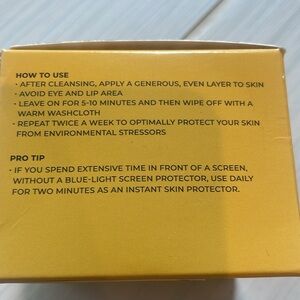 HOW TO USE
• AFTER CLEANSING, APPLY A GENEROUS, EVEN LAYER TO SKIN
• AVOID EYE AND LIP AREA
• LEAVE ON FOR 5-10 MINUTES AND THEN WIPE OFF WITH A
WARM WASHCLOTH
• REPEAT TWICE A WEEK TO OPTIMALLY PROTECT YOUR SKIN
FROM ENVIRONMENTAL STRESSORS
PRO TIP
• IF YOU SPEND EXTENSIVE TIME IN FRONT OF A SCREEN,
WITHOUT A BLUE-LIGHT SCREEN PROTECTOR, USE DAILY
FOR TWO MINUTES AS AN INSTANT SKIN PROTECTOR.